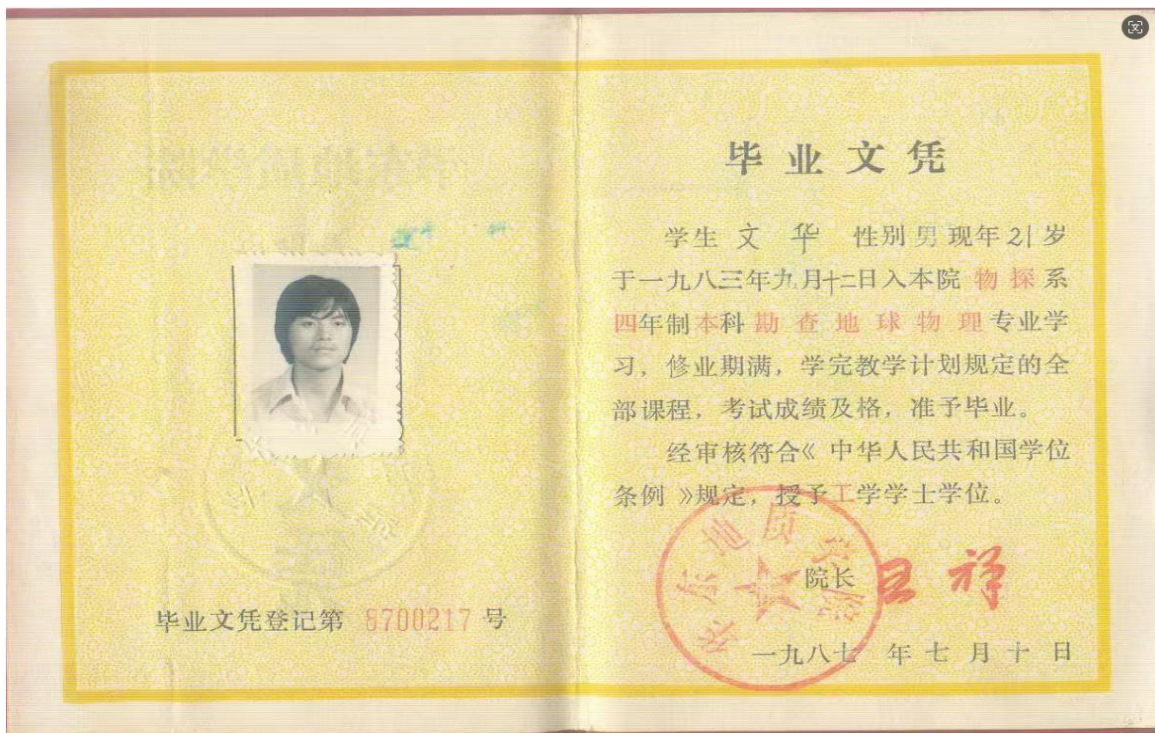 毕业文凭登记第 8700217 号
毕业文凭
学生 文 华 性别 男 现年 21 岁
于一九八三年九月十二日入本院 物探 系
四年制本科 勘查地球物理 专业学
习，修业期满，学完教学计划规定的全
部课程，考试成绩及格，准予毕业。
经审核符合《中华人民共和国学位
条例》规定，授予工学学士学位。
华东地质学院
院长
一九八七 年 七 月 十 日